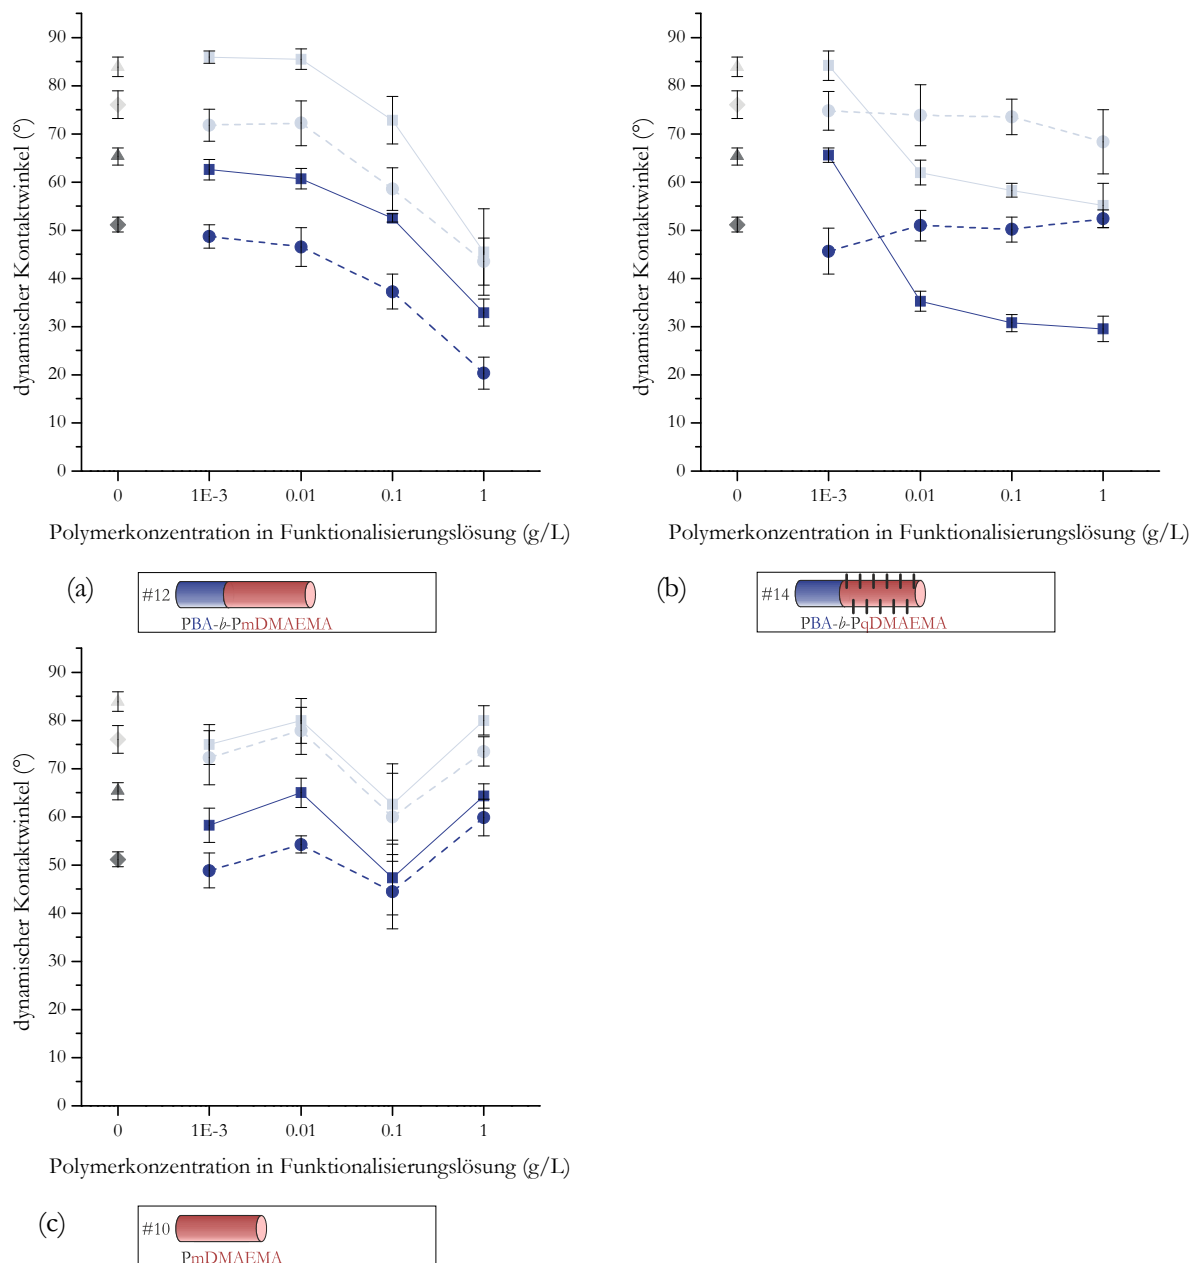 90
80
70
60
50
40
30
20
10
0
dynamischer Kontaktwinkel (°)
0 1E-3 0.01 0.1 1
Polymerkonzentration in Funktionalisierungslösung (g/L)
(a)
#12
PBA-b-PmDMAEMA
90
80
70
60
50
40
30
20
10
0
dynamischer Kontaktwinkel (°)
0 1E-3 0.01 0.1 1
Polymerkonzentration in Funktionalisierungslösung (g/L)
(b)
#14
PBA-b-PqDMAEMA
90
80
70
60
50
40
30
20
10
0
dynamischer Kontaktwinkel (°)
0 1E-3 0.01 0.1 1
Polymerkonzentration in Funktionalisierungslösung (g/L)
(c)
#10
PmDMAEMA